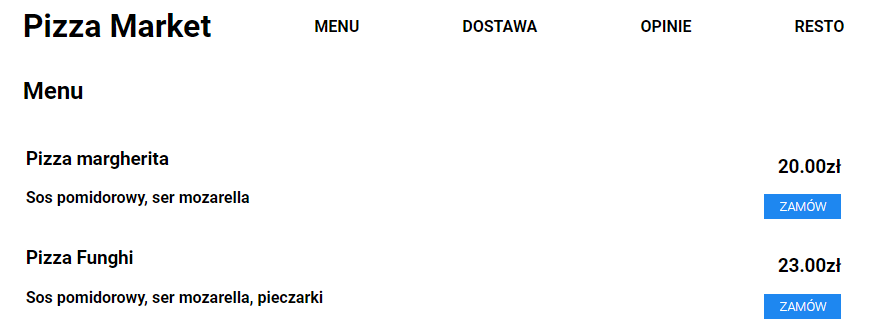 Pizza Market MENU DOSTAWA OPINIE RESTO
Menu
Pizza margherita
20.00zł
Sos pomidorowy, ser mozarella
ZAMÓW
Pizza Funghi
23.00zł
Sos pomidorowy, ser mozarella, pieczarki
ZAMÓW